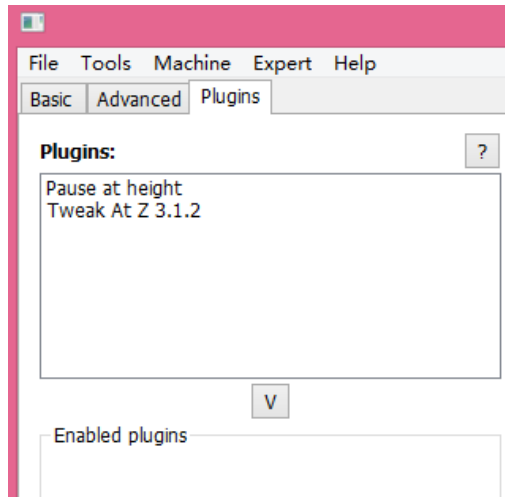 File Tools Machine Expert Help
Basic Advanced Plugins
Plugins: ?
Pause at height
Tweak At Z 3.1.2
V
Enabled plugins